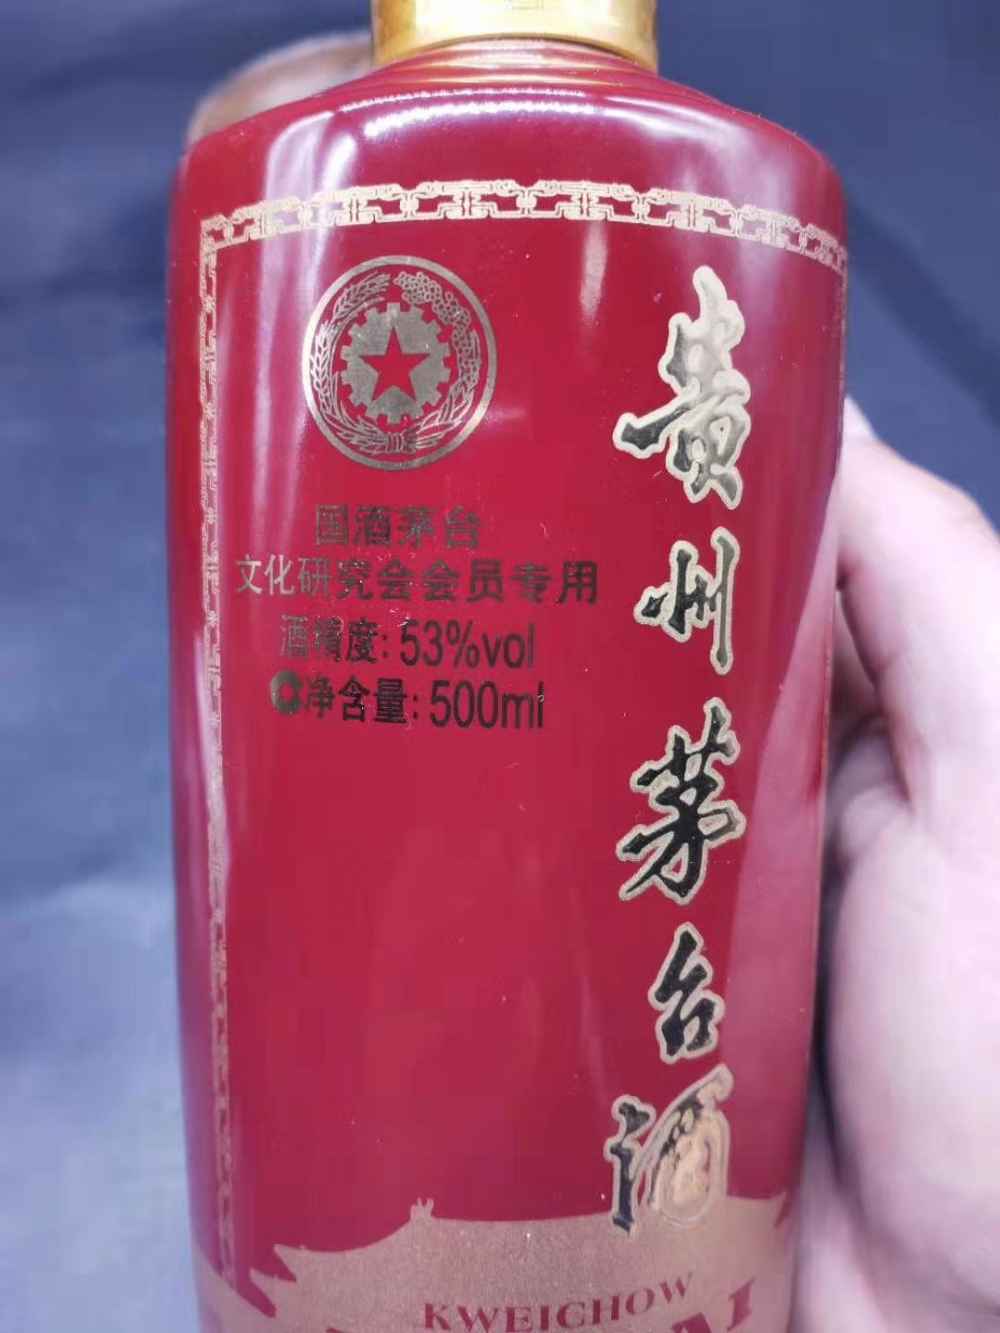 贵州茅台酒
国酒茅台
文化研究会会员专用
酒精度: 53%vol
净含量: 500ml
KWEICHOW